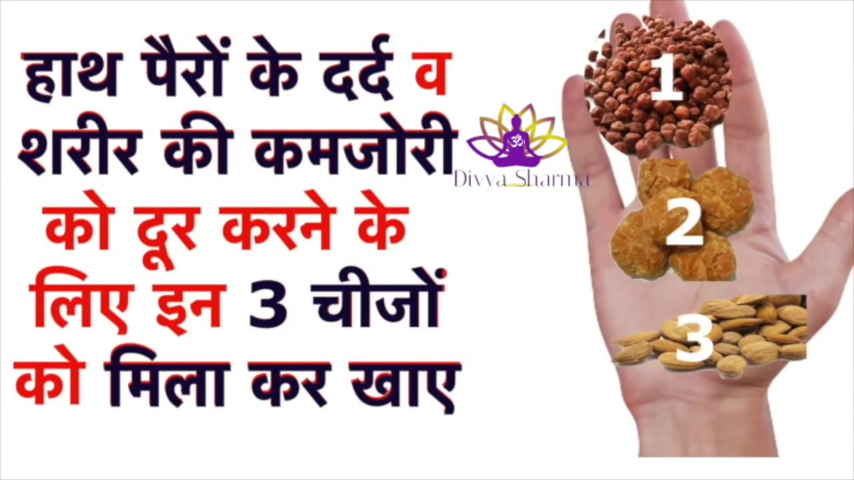 हाथ पैरों के दर्द व
शरीर की कमजोरी
को दूर करने के
लिए इन 3 चीजों
को मिला कर खाए
ॐ
Divya Sharma
1
2
3